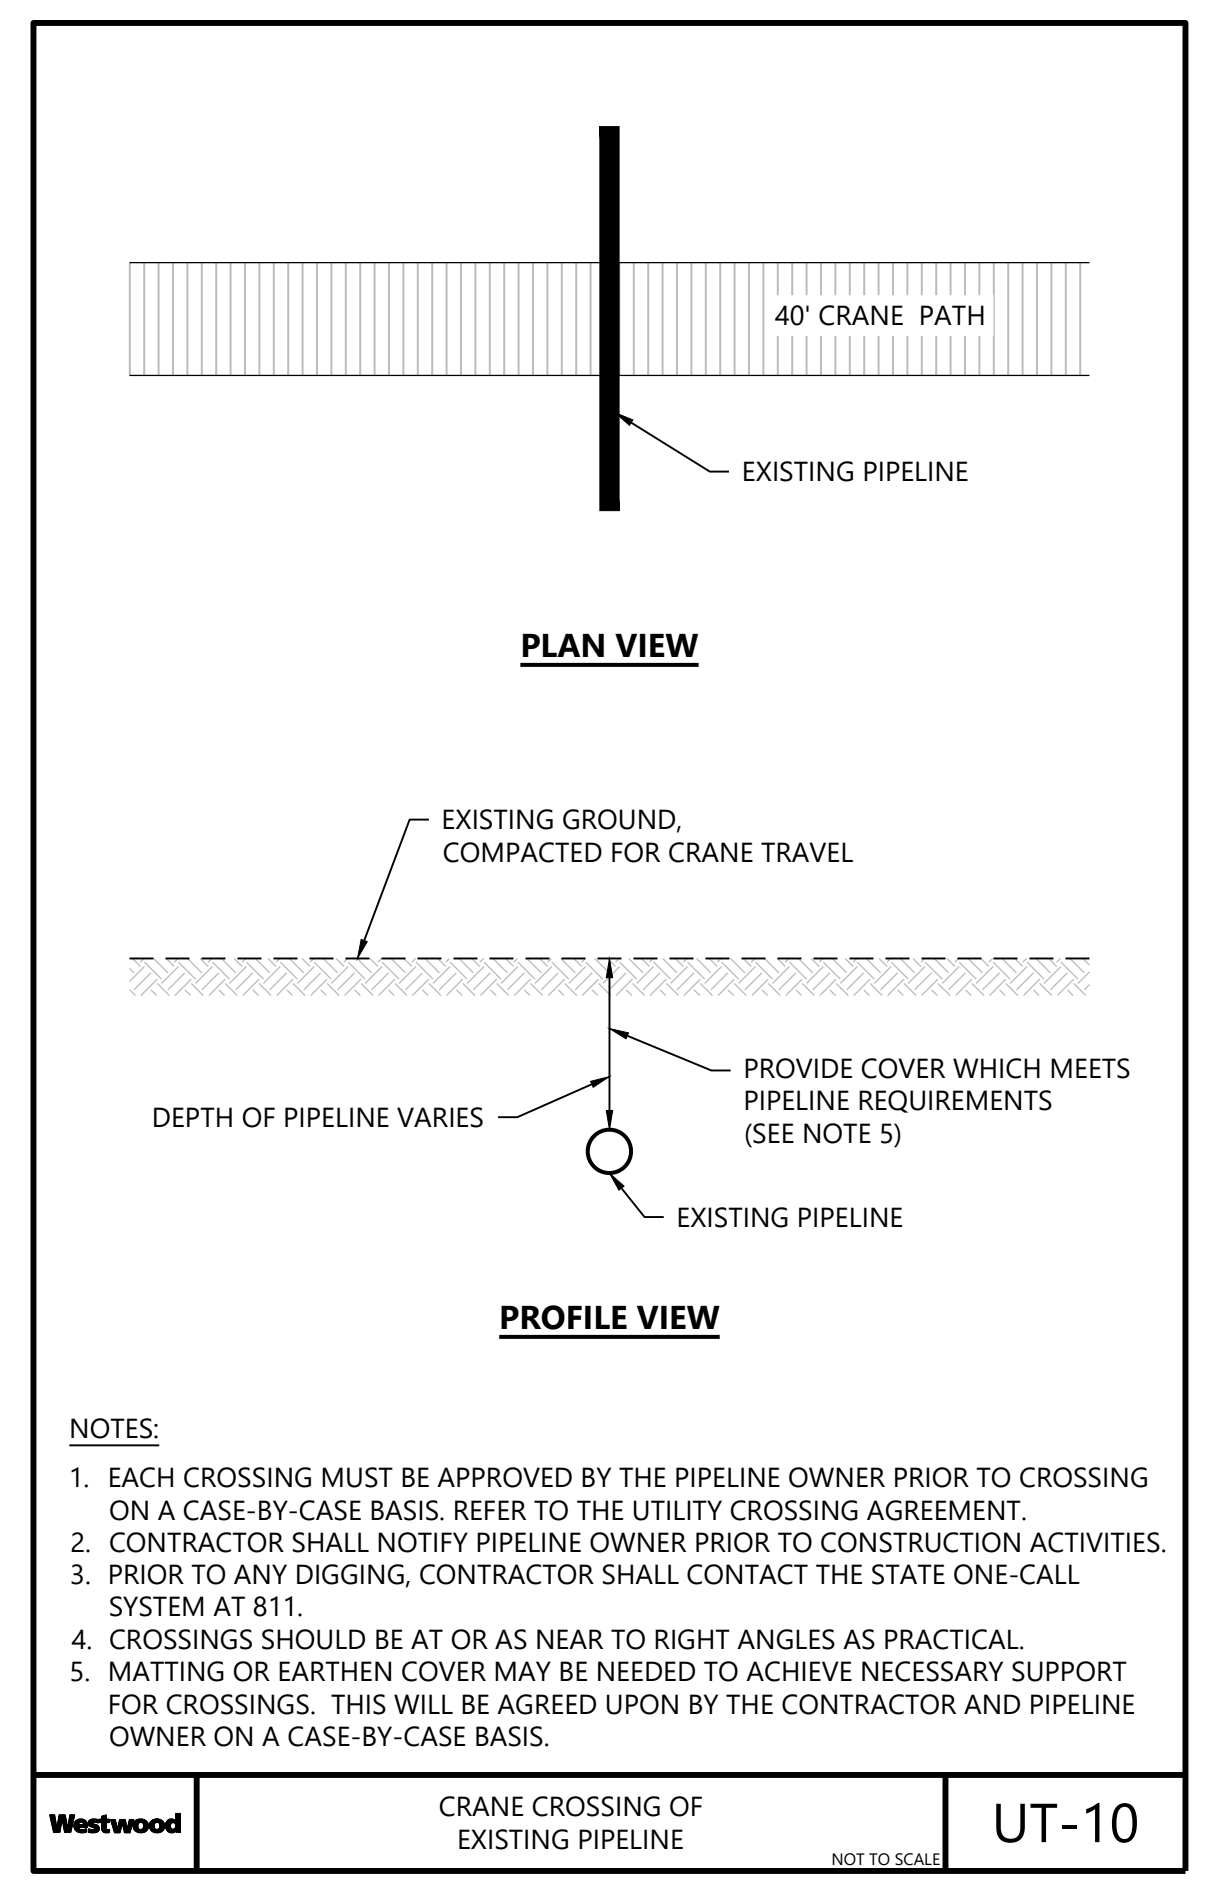 40' CRANE PATH
EXISTING PIPELINE
PLAN VIEW
EXISTING GROUND,
COMPACTED FOR CRANE TRAVEL
PROVIDE COVER WHICH MEETS
PIPELINE REQUIREMENTS
(SEE NOTE 5)
DEPTH OF PIPELINE VARIES
EXISTING PIPELINE
PROFILE VIEW
NOTES:
1. EACH CROSSING MUST BE APPROVED BY THE PIPELINE OWNER PRIOR TO CROSSING
ON A CASE-BY-CASE BASIS. REFER TO THE UTILITY CROSSING AGREEMENT.
2. CONTRACTOR SHALL NOTIFY PIPELINE OWNER PRIOR TO CONSTRUCTION ACTIVITIES.
3. PRIOR TO ANY DIGGING, CONTRACTOR SHALL CONTACT THE STATE ONE-CALL
SYSTEM AT 811.
4. CROSSINGS SHOULD BE AT OR AS NEAR TO RIGHT ANGLES AS PRACTICAL.
5. MATTING OR EARTHEN COVER MAY BE NEEDED TO ACHIEVE NECESSARY SUPPORT
FOR CROSSINGS. THIS WILL BE AGREED UPON BY THE CONTRACTOR AND PIPELINE
OWNER ON A CASE-BY-CASE BASIS.
Westwood
CRANE CROSSING OF
EXISTING PIPELINE
NOT TO SCALE
UT-10